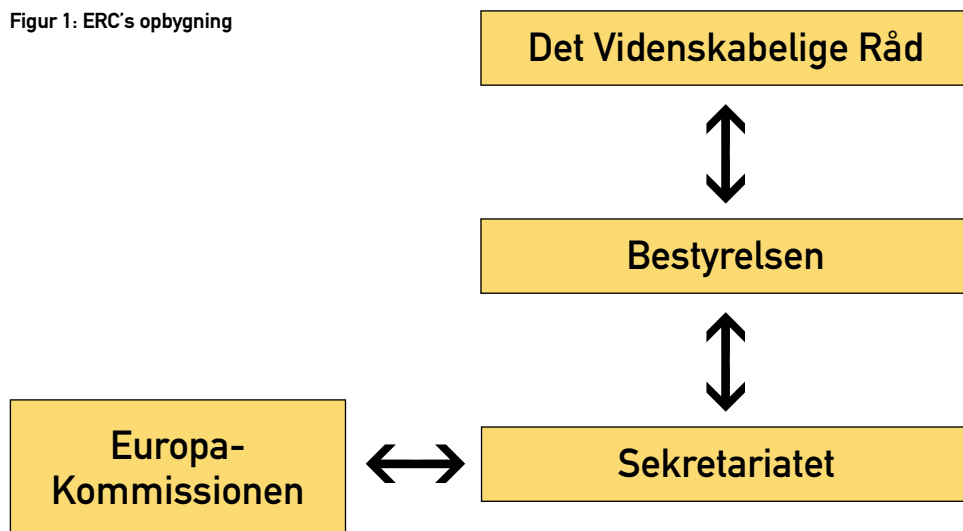 Figur 1: ERC's opbygning
Det Videnskabelige Råd
Bestyrelsen
Europa-
Kommissionen
Sekretariatet